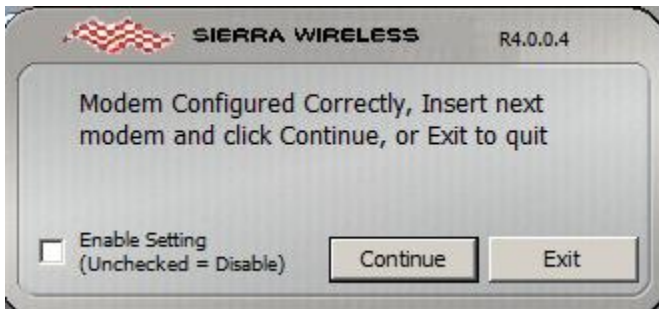 SIERRA WIRELESS R4.0.0.4
Modem Configured Correctly, Insert next
modem and click Continue, or Exit to quit
Enable Setting
(Unchecked = Disable)
Continue
Exit